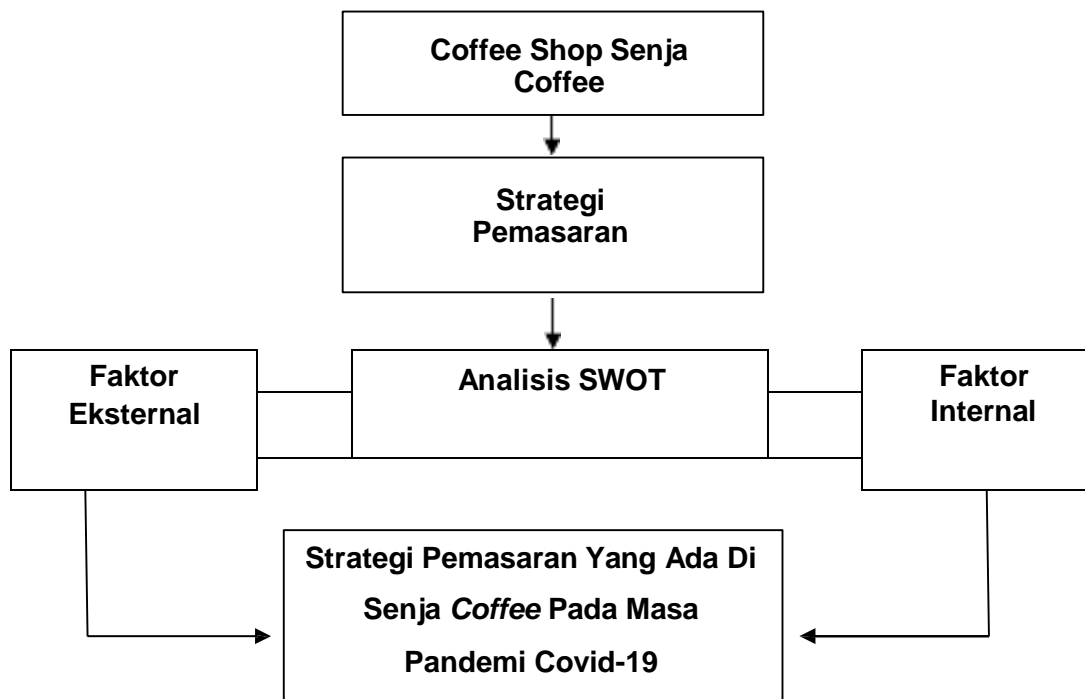 Coffee Shop Senja
Coffee
Strategi
Pemasaran
Faktor
Eksternal
Analisis SWOT
Faktor
Internal
Strategi Pemasaran Yang Ada Di
Senja Coffee Pada Masa
Pandemi Covid-19